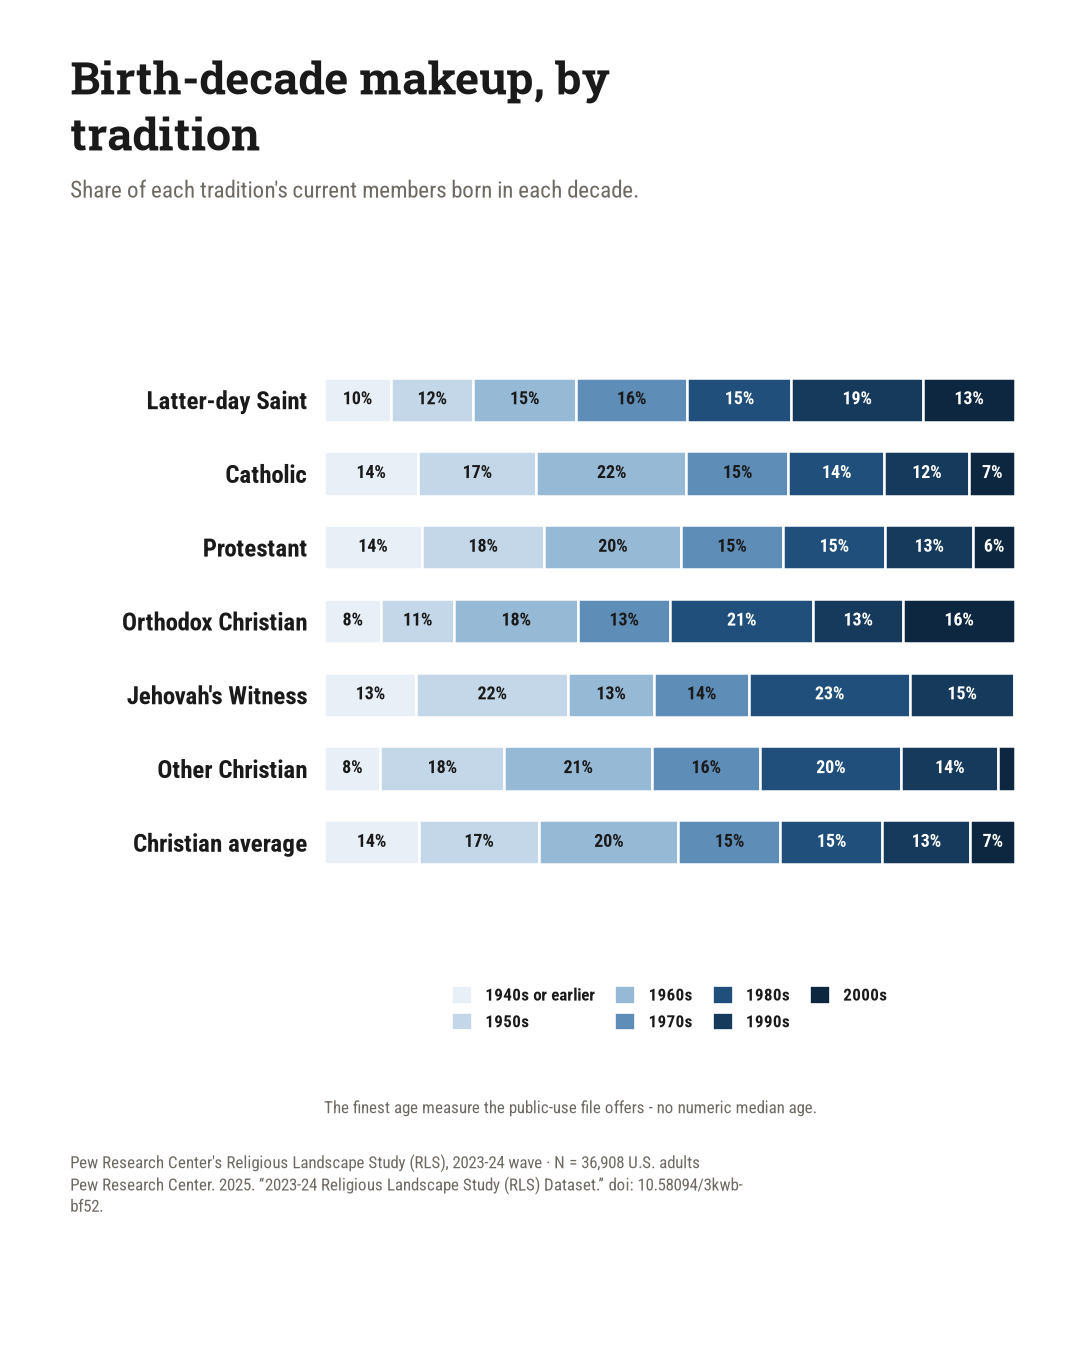 Birth-decade makeup, by
tradition
Share of each tradition's current members born in each decade.
Latter-day Saint 10% 12% 15% 16% 15% 19% 13%
Catholic 14% 17% 22% 15% 14% 12% 7%
Protestant 14% 18% 20% 15% 15% 13% 6%
Orthodox Christian 8% 11% 18% 13% 21% 13% 16%
Jehovah's Witness 13% 22% 13% 14% 23% 15%
Other Christian 8% 18% 21% 16% 20% 14%
Christian average 14% 17% 20% 15% 15% 13% 7%
1940s or earlier 1960s 1980s 2000s
1950s 1970s 1990s
The finest age measure the public-use file offers - no numeric median age.
Pew Research Center's Religious Landscape Study (RLS), 2023-24 wave · N = 36,908 U.S. adults
Pew Research Center. 2025. “2023-24 Religious Landscape Study (RLS) Dataset.” doi: 10.58094/3kwb-
bf52.